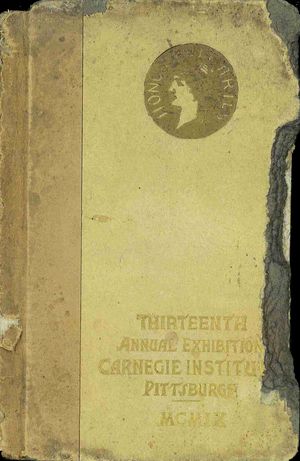 THIRTEENTH
ANNUAL EXHIBITION
CARNEGIE INSTITU
PITTSBURGH
MCMIX